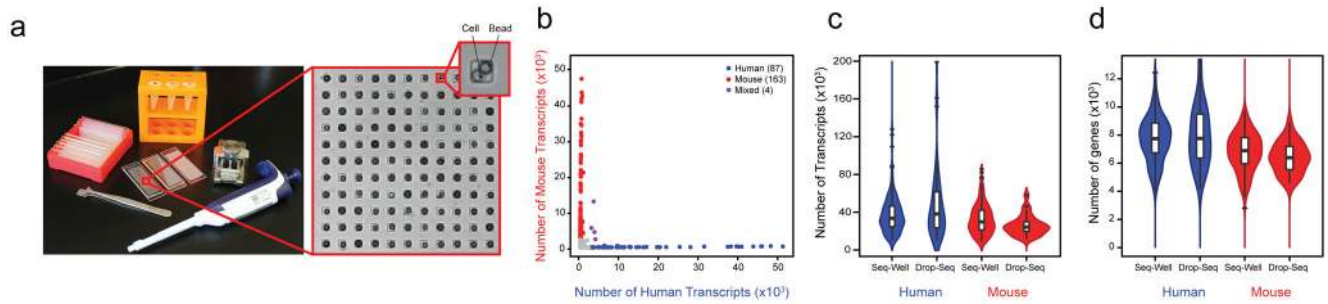 a
Cell
Bead
b
Number of Mouse Transcripts (x10³)
50
40
30
20
10
0
0
10
20
30
40
50
Number of Human Transcripts (x10³)
Human (87)
Mouse (163)
Mixed (4)
c
Number of Transcripts (x10³)
200
160
120
80
40
0
Seq-Well
Drop-Seq
Seq-Well
Drop-Seq
Human
Mouse
d
Number of genes (x10³)
12
10
8
6
4
2
0
Seq-Well
Drop-Seq
Seq-Well
Drop-Seq
Human
Mouse